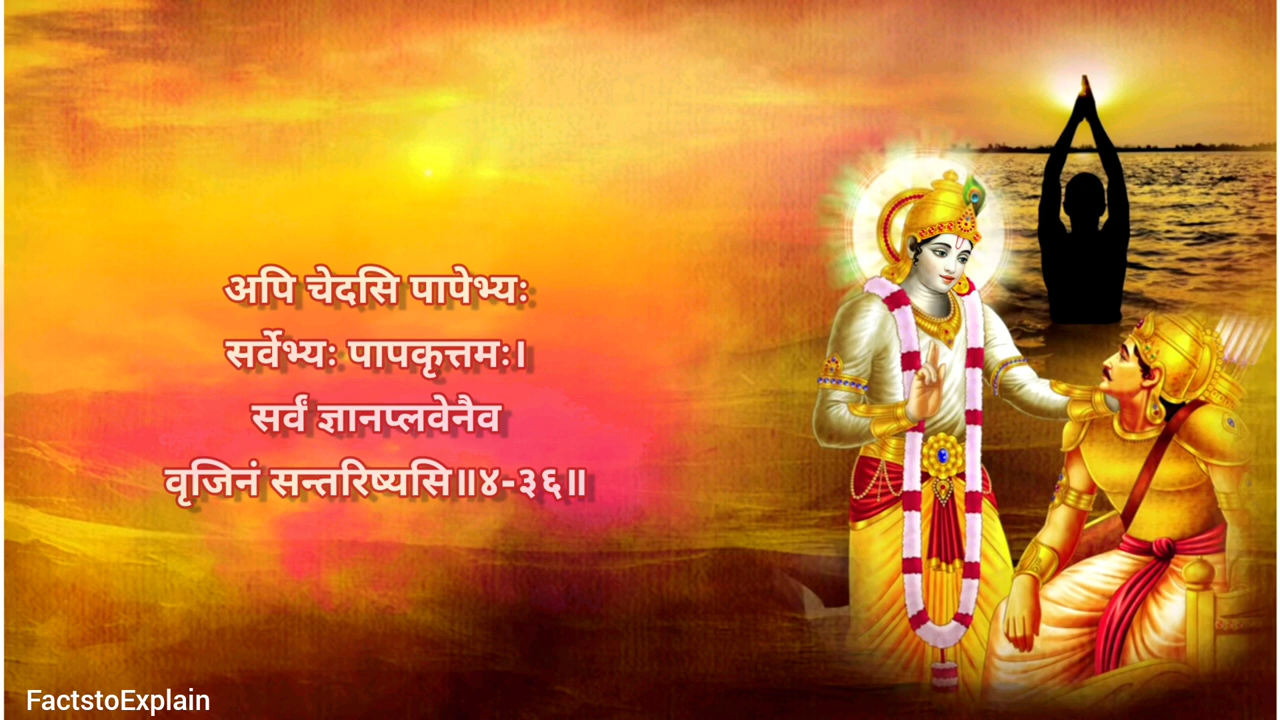 अपि चेदसि पापेभ्यः
सर्वेभ्यः पापकृत्तमः।
सर्वं ज्ञानप्लवेनैव
वृजिनं सन्तरिष्यसि॥४-३६॥
FactstoExplain